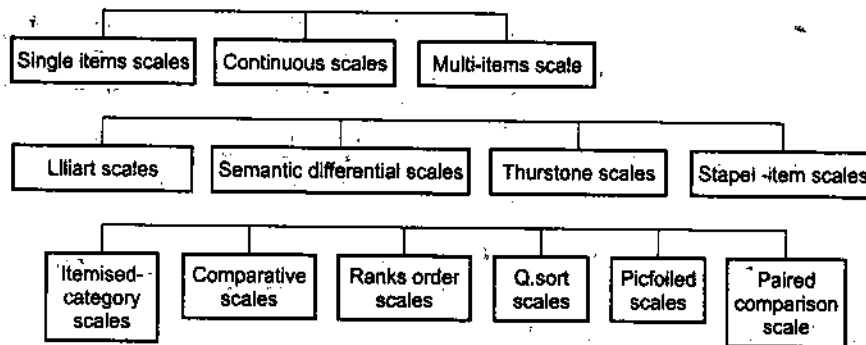 Single items scales
Continuous scales
Multi-items scale
Llliart scales
Semantic differential scales
Thurstone scales
Stapel -item scales
Itemised-
category
scales
Comparative
scales
Ranks order
scales
Q.sort
scales
Picfoiled
scales
Paired
comparison
scale